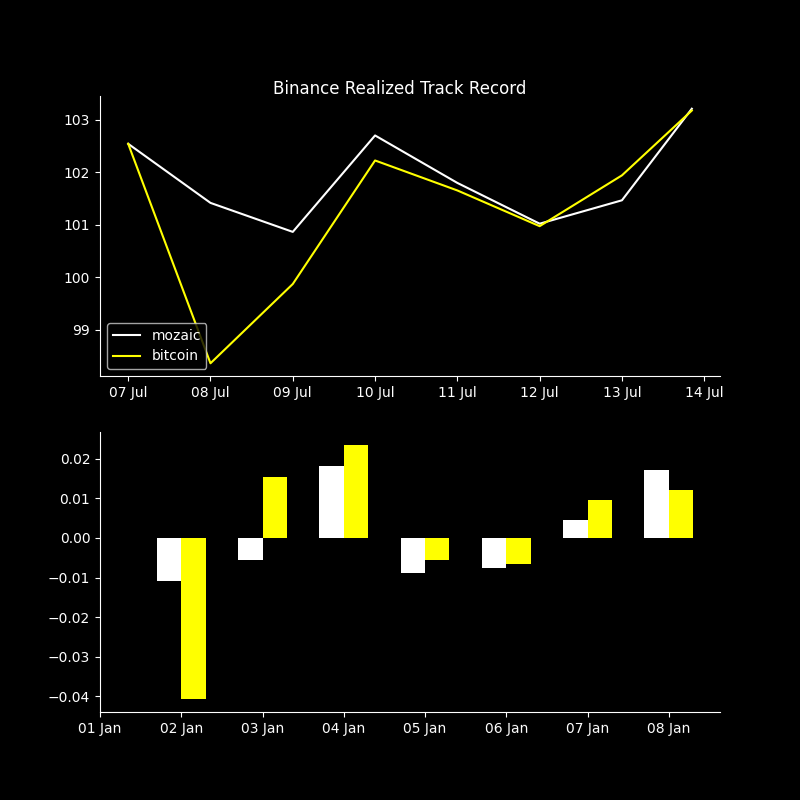 Binance Realized Track Record
103
102
101
100
99
mozaic
bitcoin
07 Jul 08 Jul 09 Jul 10 Jul 11 Jul 12 Jul 13 Jul 14 Jul
0.02
0.01
0.00
−0.01
−0.02
−0.03
−0.04
01 Jan 02 Jan 03 Jan 04 Jan 05 Jan 06 Jan 07 Jan 08 Jan